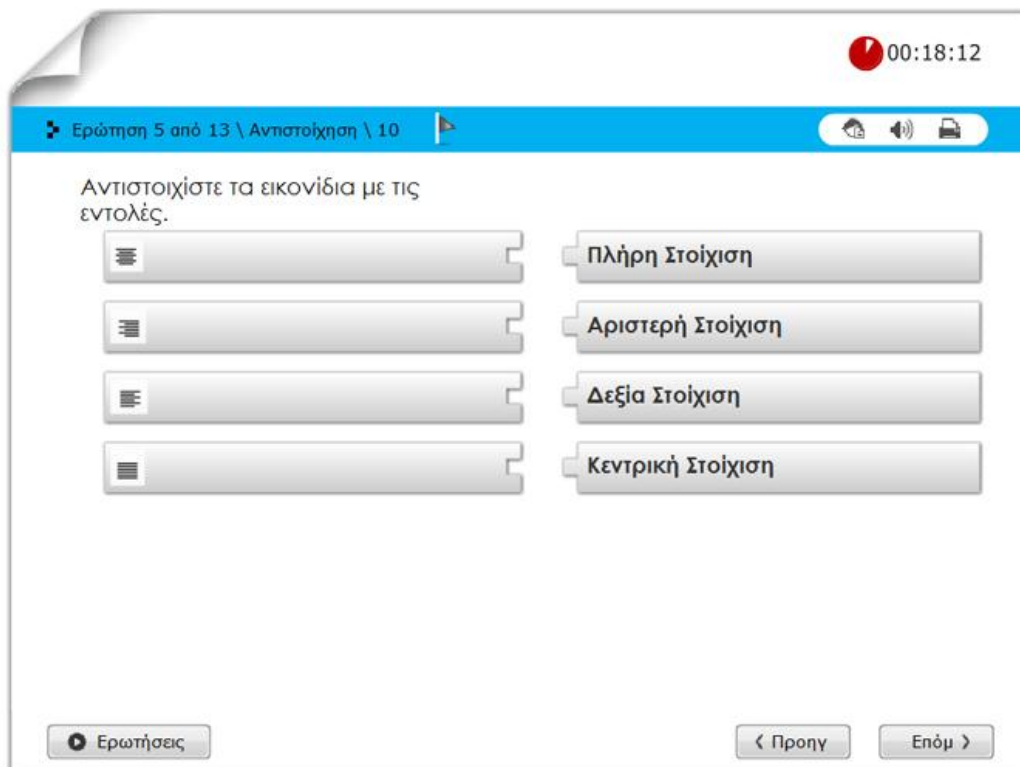 00:18:12
Ερώτηση 5 από 13 \ Αντιστοίχηση \ 10
Αντιστοιχίστε τα εικονίδια με τις
εντολές.
Πλήρη Στοίχιση
Αριστερή Στοίχιση
Δεξία Στοίχιση
Κεντρική Στοίχιση
Ερωτήσεις
Προηγ
Επόμ